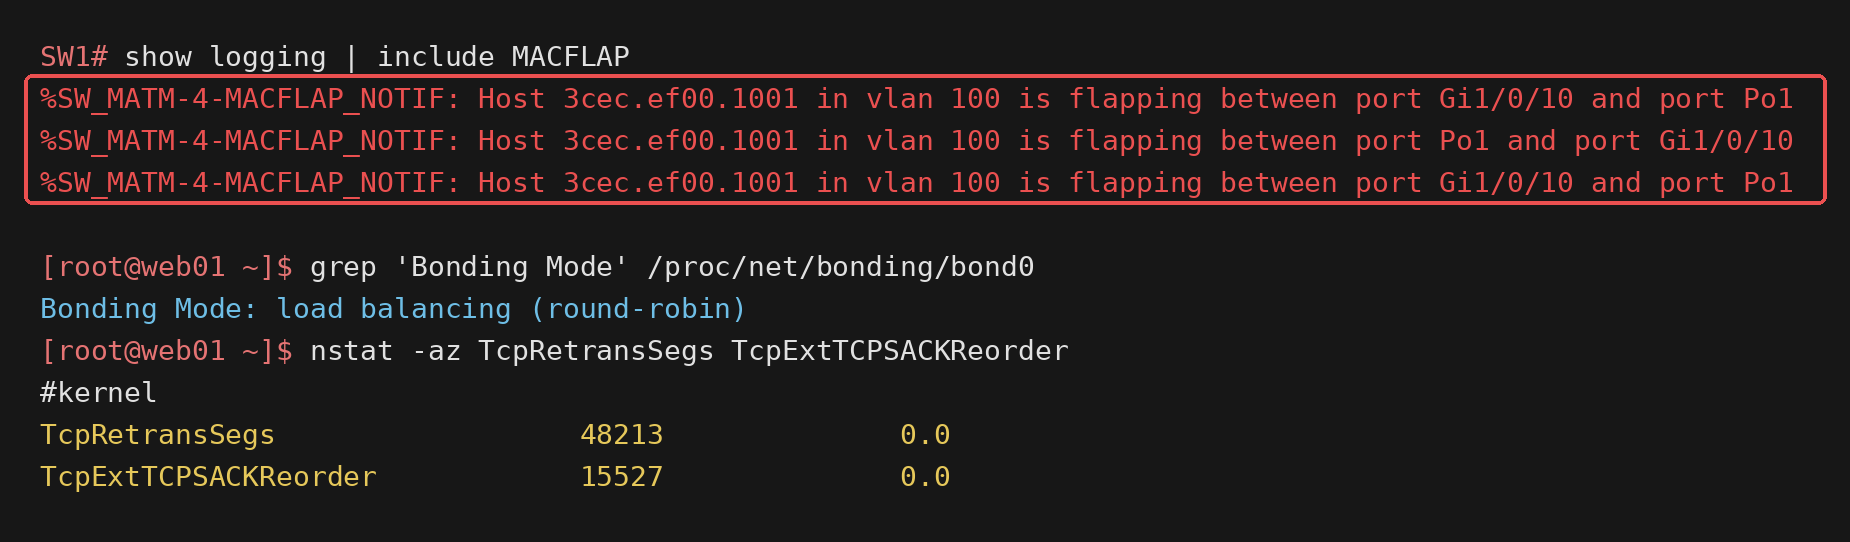 SW1# show logging | include MACFLAP
%SW_MATM-4-MACFLAP_NOTIF: Host 3cec.ef00.1001 in vlan 100 is flapping between port Gi1/0/10 and port Po1
%SW_MATM-4-MACFLAP_NOTIF: Host 3cec.ef00.1001 in vlan 100 is flapping between port Po1 and port Gi1/0/10
%SW_MATM-4-MACFLAP_NOTIF: Host 3cec.ef00.1001 in vlan 100 is flapping between port Gi1/0/10 and port Po1
[root@web01 ~]$ grep 'Bonding Mode' /proc/net/bonding/bond0
Bonding Mode: load balancing (round-robin)
[root@web01 ~]$ nstat -az TcpRetransSegs TcpExtTCPSACKReorder
#kernel
TcpRetransSegs                  48213              0.0
TcpExtTCPSACKReorder            15527              0.0